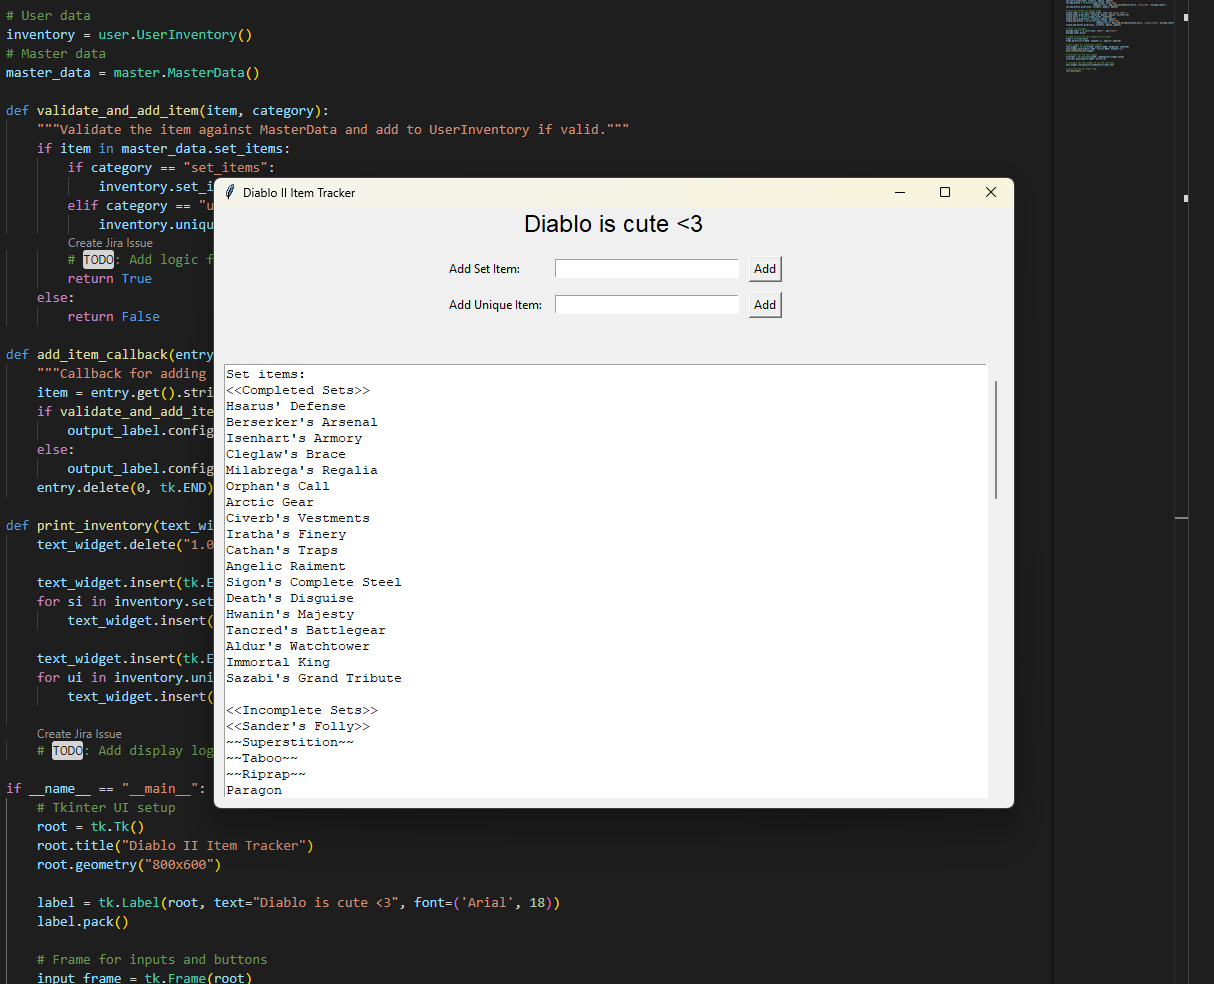 # User data
inventory = user.UserInventory()
# Master data
master_data = master.MasterData()
def validate_and_add_item(item, category):
"""Validate the item against MasterData and add to UserInventory if valid."""
if item in master_data.set_items:
if category == "set_items":
inventory.set_i
elif category == "u
inventory.uniqu
Create Jira Issue
# TODO: Add logic f
return True
else:
return False
def add_item_callback(entry
"""Callback for adding
item = entry.get().stri
if validate_and_add_ite
output_label.config
else:
output_label.config
entry.delete(0, tk.END)
def print_inventory(text_wi
text_widget.delete("1.0
text_widget.insert(tk.E
for si in inventory.set
text_widget.insert(
text_widget.insert(tk.E
for ui in inventory.uni
text_widget.insert(
Create Jira Issue
# TODO: Add display log
if __name__ == "__main__":
# Tkinter UI setup
root = tk.Tk()
root.title("Diablo II Item Tracker")
root.geometry("800x600")
label = tk.Label(root, text="Diablo is cute <3", font=('Arial', 18))
label.pack()
# Frame for inputs and buttons
input_frame = tk.Frame(root)
Diablo II Item Tracker
Diablo is cute <3
Add Set Item: Add
Add Unique Item: Add
Set items:
<<Completed Sets>>
Hsarus' Defense
Berserker's Arsenal
Isenhart's Armory
Cleglaw's Brace
Milabrega's Regalia
Orphan's Call
Arctic Gear
Civerb's Vestments
Iratha's Finery
Cathan's Traps
Angelic Raiment
Sigon's Complete Steel
Death's Disguise
Hwanin's Majesty
Tancred's Battlegear
Aldur's Watchtower
Immortal King
Sazabi's Grand Tribute
<<Incomplete Sets>>
<<Sander's Folly>>
~~Superstition~~
~~Taboo~~
~~Riprap~~
Paragon